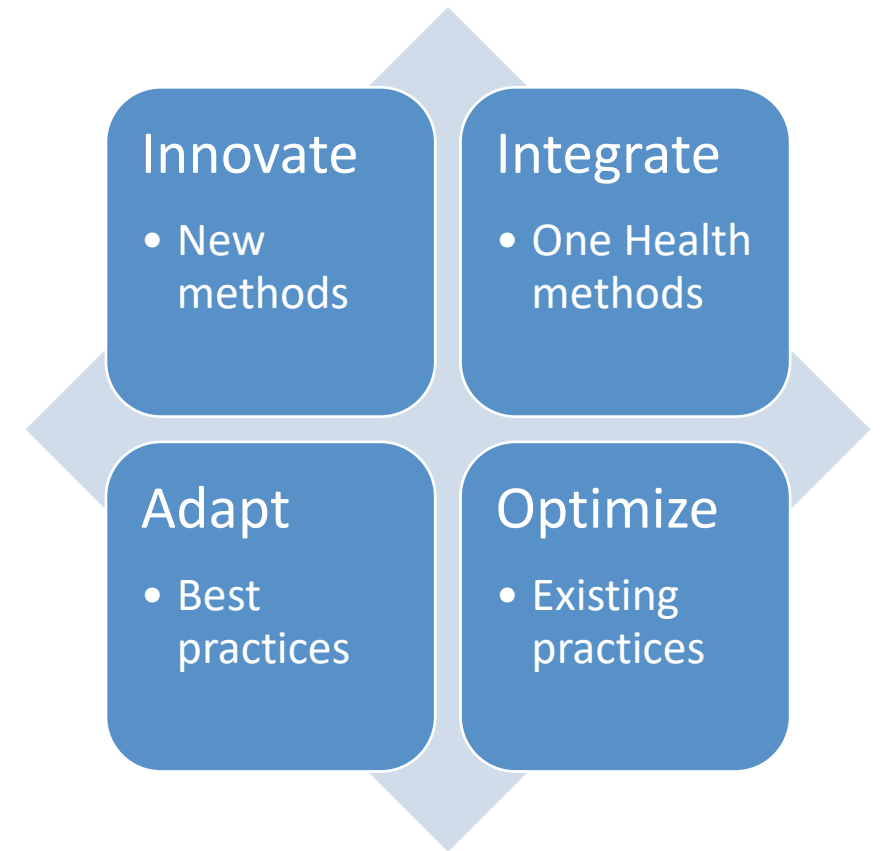 Innovate
• New
methods
Integrate
• One Health
methods
Adapt
• Best
practices
Optimize
• Existing
practices